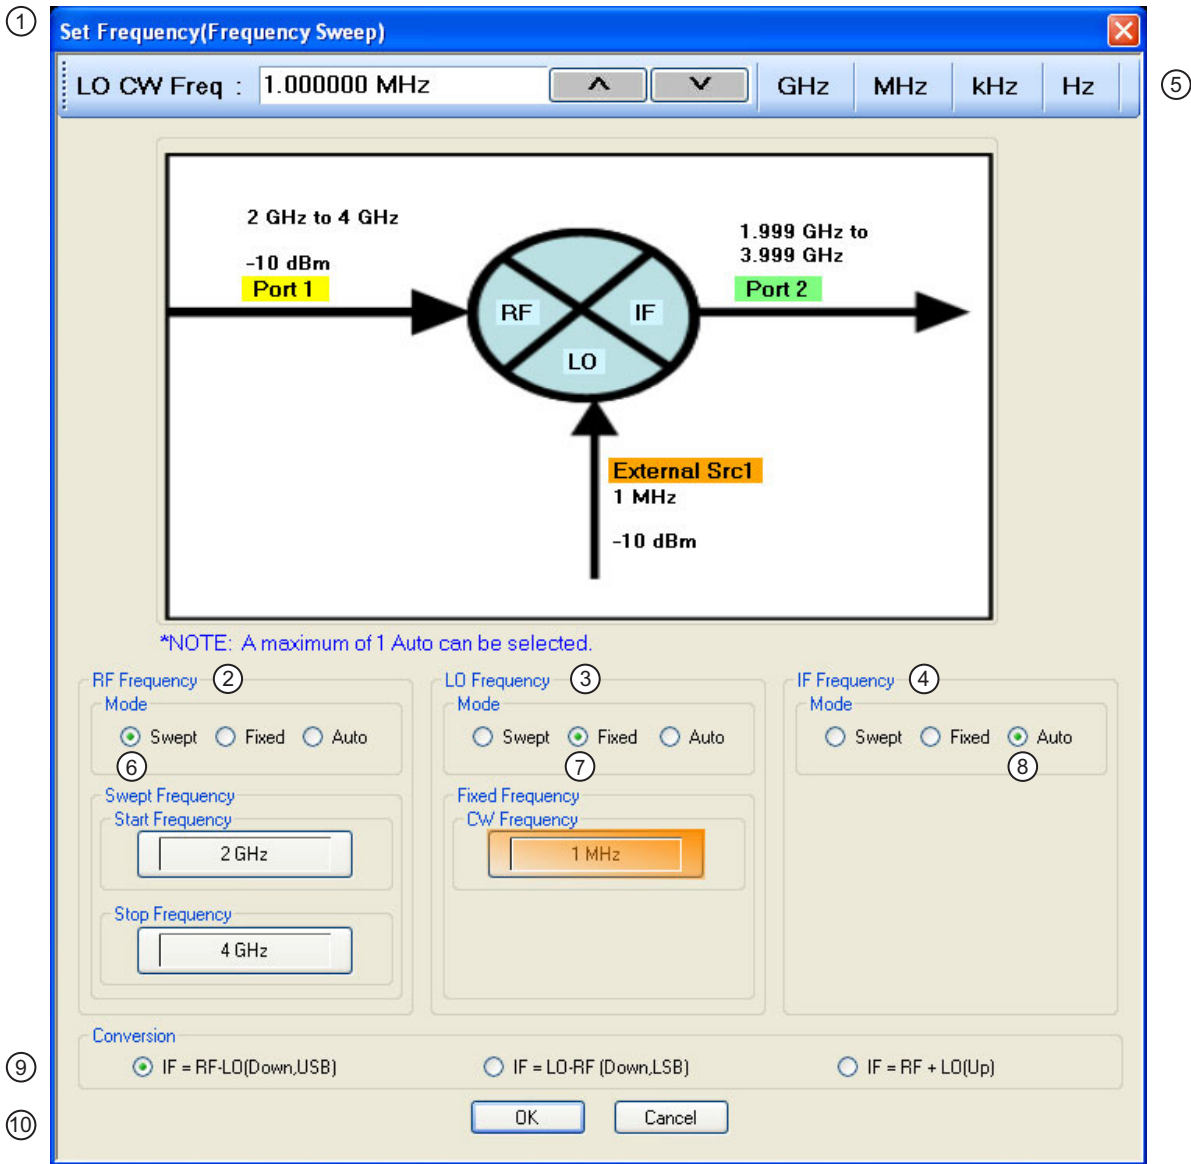 1
Set Frequency(Frequency Sweep)
LO CW Freq : 1.000000 MHz ^ v GHz MHz kHz Hz
5
2 GHz to 4 GHz
-10 dBm
Port 1
1.999 GHz to
3.999 GHz
Port 2
RF
IF
LO
External Src1
1 MHz
-10 dBm
*NOTE: A maximum of 1 Auto can be selected.
RF Frequency 2
Mode
Swept Fixed Auto
6
Swept Frequency
Start Frequency
2 GHz
Stop Frequency
4 GHz
LO Frequency 3
Mode
Swept Fixed Auto
7
Fixed Frequency
CW Frequency
1 MHz
IF Frequency 4
Mode
Swept Fixed Auto
8
Conversion
9
IF = RF-LO(Down,USB) IF = LO-RF (Down,LSB) IF = RF + LO(Up)
10
OK Cancel